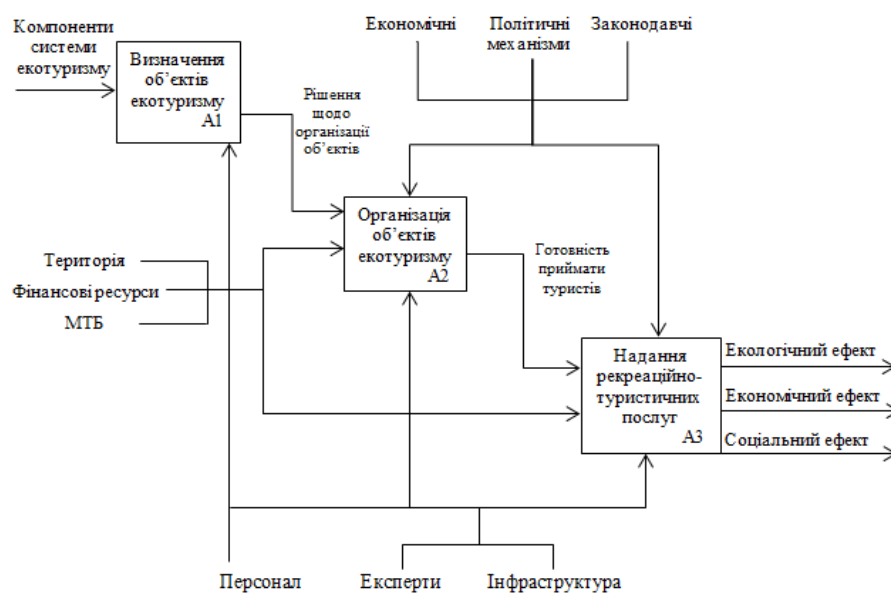 Компоненти
системи
екотуризму
Визначення
об’єктів
екотуризму
А1
Економічні
Політичні
механізми
Законодавчі
Рішення
щодо
організації
об’єктів
Організація
об’єктів
екотуризму
А2
Територія
Фінансові ресурси
МТБ
Готовність
приймати
туристів
Надання
рекреаційно-
туристичних
послуг
А3
Екологічний ефект
Економічний ефект
Соціальний ефект
Персонал
Експерти
Інфраструктура